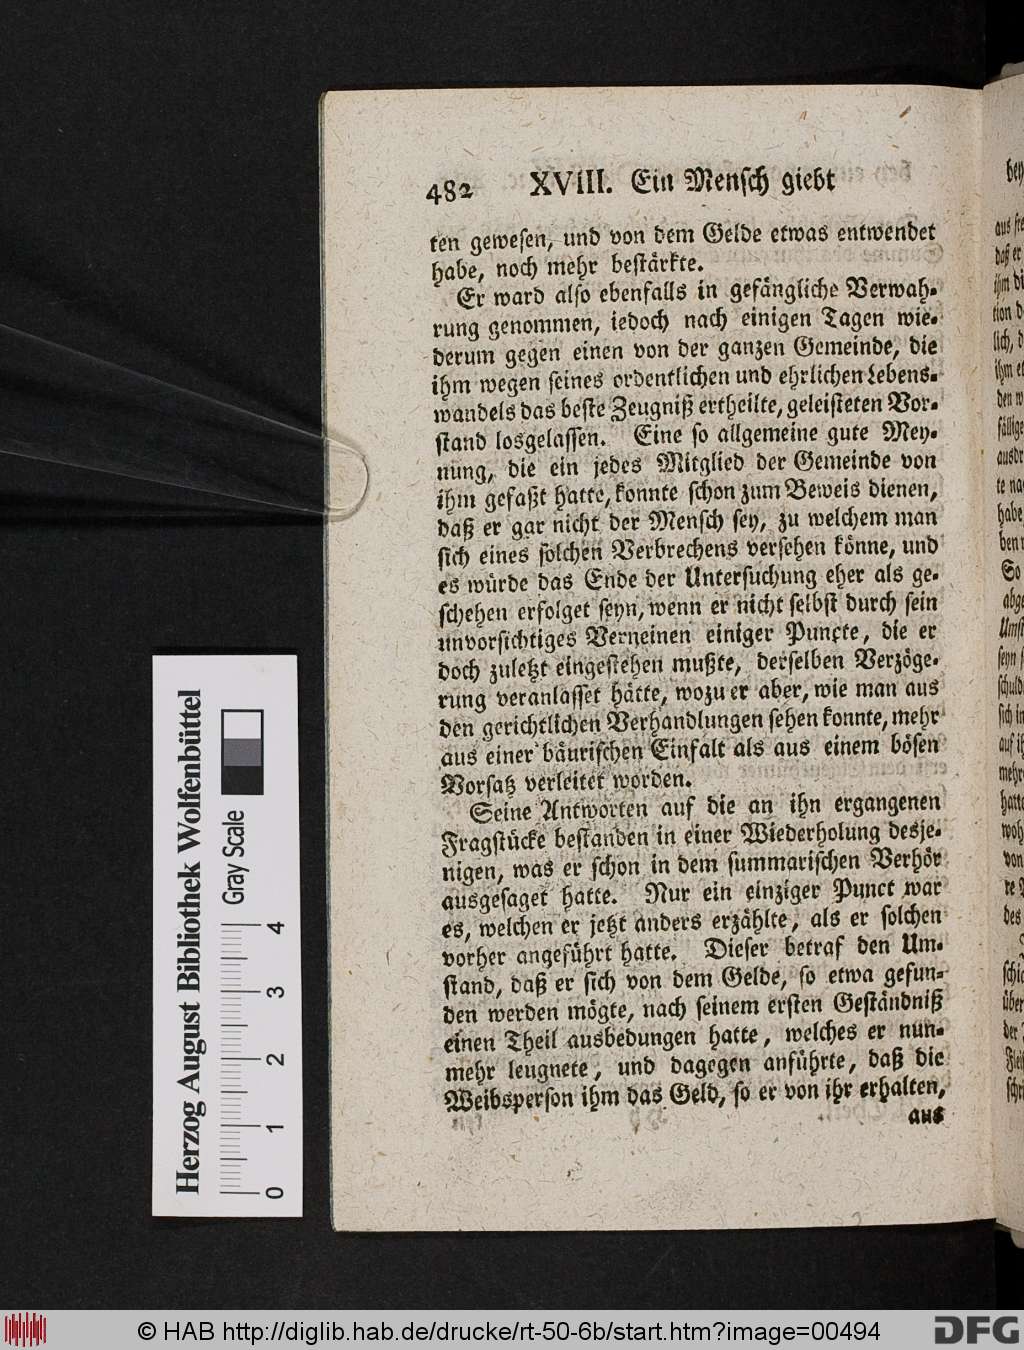 482 XVIII. Ein Mensch giebt
ten gewesen, und von dem Gelde etwas entwendet
habe, noch mehr bestärkte.
Er ward also ebenfalls in gefängliche Verwah-
rung genommen, iedoch nach einigen Tagen wie-
derum gegen einen von der ganzen Gemeinde, die
ihm wegen seines ordentlichen und ehrlichen Lebens-
wandels das beste Zeugniß ertheilte, geleisteten Vor-
stand losgelassen. Eine so allgemeine gute Mey-
nung, die ein jedes Mitglied der Gemeinde von
ihm gefaßt hatte, konnte schon zum Beweis dienen,
daß er gar nicht der Mensch sey, zu welchem man
sich eines solchen Verbrechens versehen könne, und
es würde das Ende der Untersuchung eher als ge-
schehen erfolget seyn, wenn er nicht selbst durch sein
unvorsichtiges Verneinen einiger Puncte, die er
doch zuletzt eingestehen mußte, derselben Verzöge-
rung veranlasset hätte, wozu er aber, wie man aus
den gerichtlichen Verhandlungen sehen konnte, mehr
aus einer bäurischen Einfalt als aus einem bösen
Vorsatz verleitet worden.
Seine Antworten auf die an ihn ergangenen
Fragstücke bestanden in einer Wiederholung desje-
nigen, was er schon in dem summarischen Verhör
ausgesaget hatte. Nur ein einziger Punct war
es, welchen er jetzt anders erzählte, als er solchen
vorher angeführt hatte. Dieser betraf den Um-
stand, daß er sich von dem Gelde, so etwa gefun-
den werden mögte, nach seinem ersten Geständniß
einen Theil ausbedungen hatte, welches er nun-
mehr leugnete, und dagegen anführte, daß die
Weibsperson ihm das Geld, so er von ihr erhalten,
aus
Herzog August Bibliothek Wolfenbüttel
Gray Scale
0 1 2 3 4
© HAB http://diglib.hab.de/drucke/rt-50-6b/start.htm?image=00494
DFG